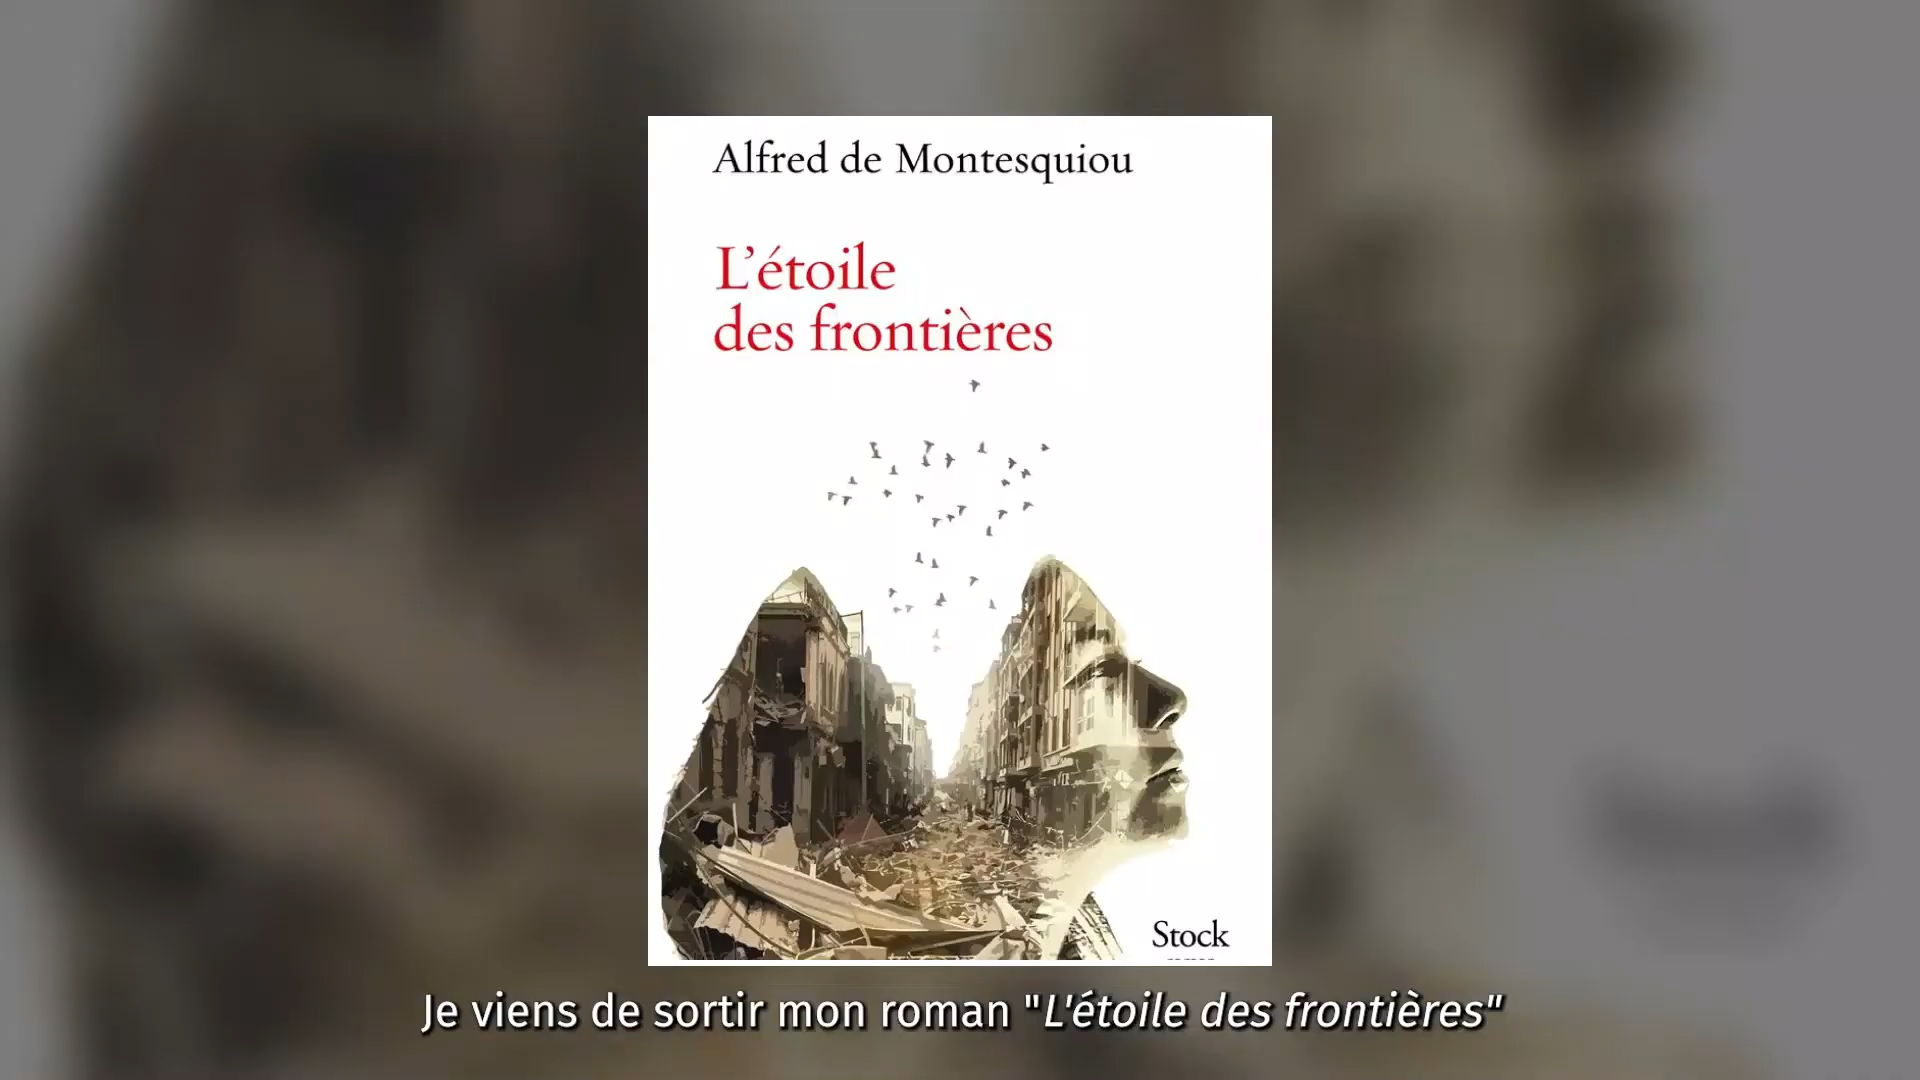 Alfred de Montesquiou
L'étoile
des frontières
Stock
Je viens de sortir mon roman "L'étoile des frontières"